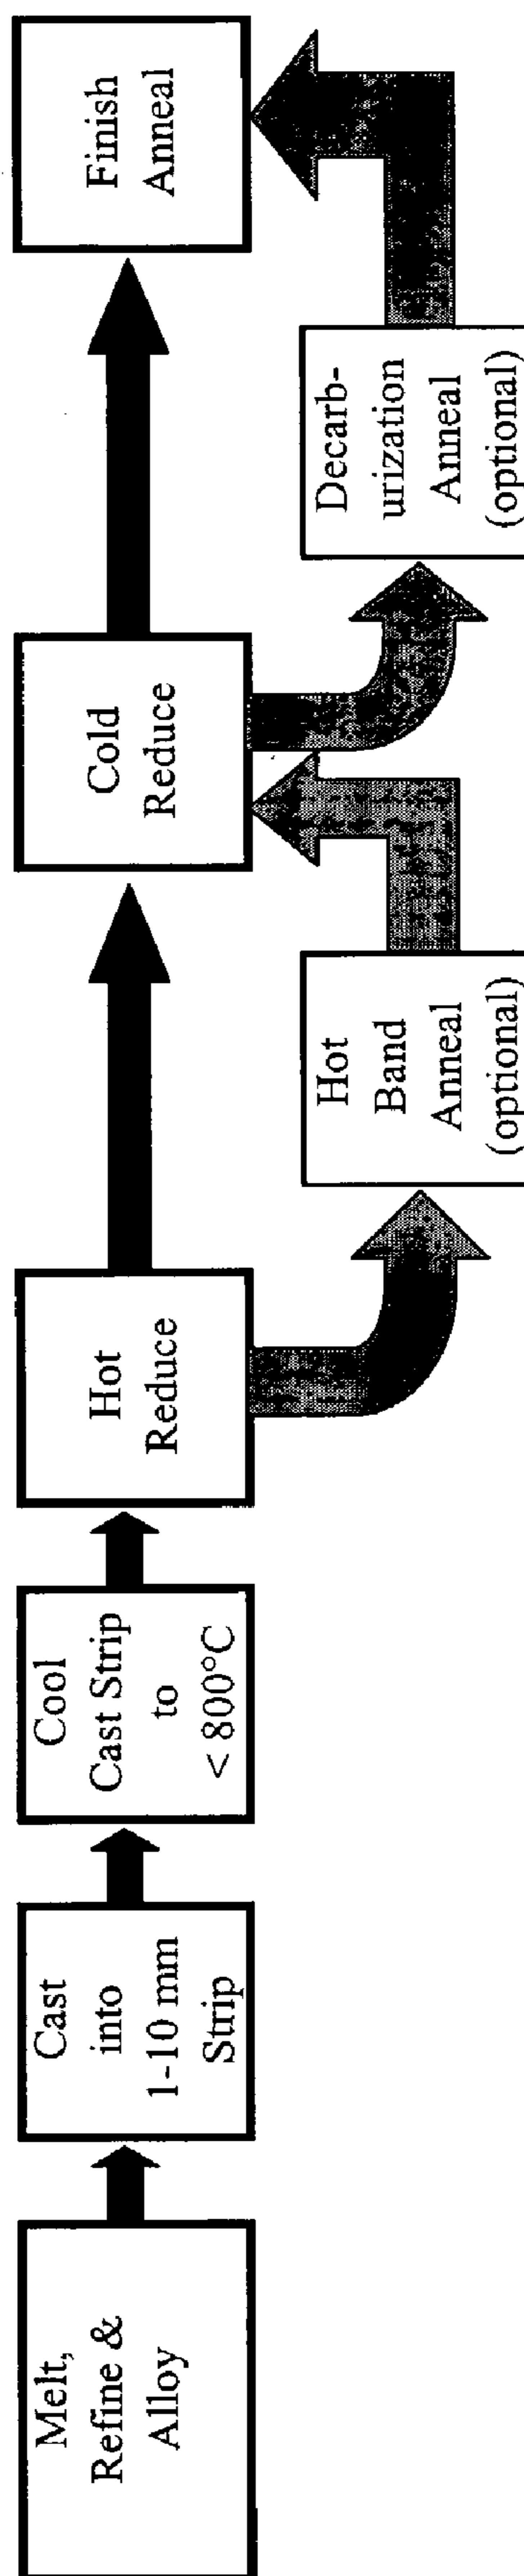 Melt,
Refine &
Alloy
Cast
into
1-10 mm
Strip
Cool
Cast Strip
to
< 800°C
Hot
Reduce
Hot
Band
Anneal
(optional)
Cold
Reduce
Decarb-
urization
Anneal
(optional)
Finish
Anneal